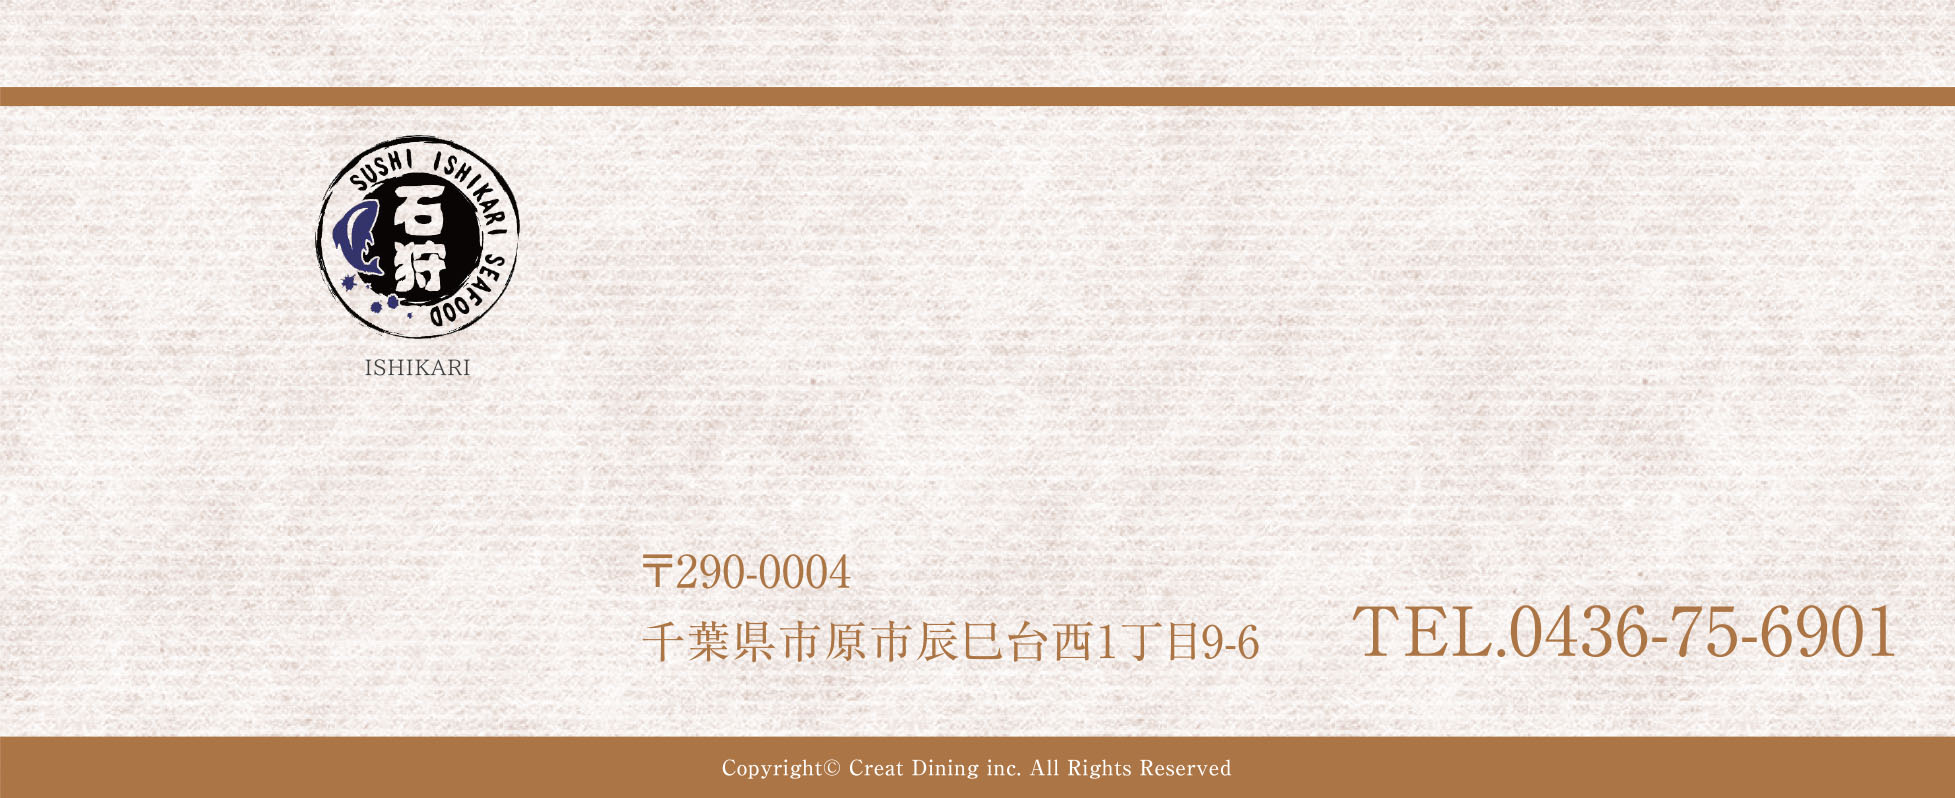 SUSHI ISHIKARI SEAFOOD
石狩
ISHIKARI
〒290-0004
千葉県市原市辰巳台西1丁目9-6
TEL.0436-75-6901
Copyright© Creat Dining inc. All Rights Reserved